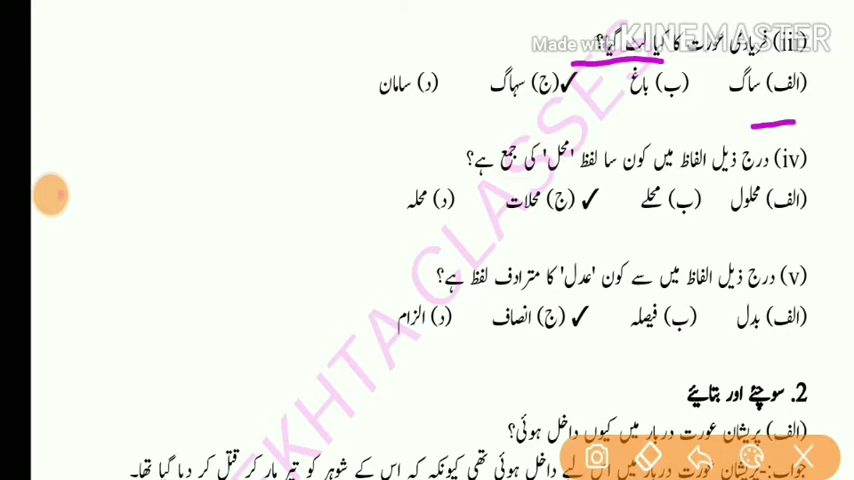 Made with KINEMASTER
(iii) فریادی عورت کا کیا لٹ گیا؟
(الف) ساگ (ب) باغ ✓(ج) سہاگ (د) سامان
(iv) درج ذیل الفاظ میں کون سا لفظ 'محل' کی جمع ہے؟
(الف) محلول (ب) محلے ✓ (ج) محلات (د) محلہ
(v) درج ذیل الفاظ میں سے کون 'عدل' کا مترادف لفظ ہے؟
(الف) بدل (ب) فیصلہ ✓ (ج) انصاف (د) الزام
2. سوچئے اور بتائیے
(الف) پریشان عورت دربار میں کیوں داخل ہوئی؟
جواب:۔ پریشان عورت دربار میں اس لئے داخل ہوئی تھی کیونکہ کہ اس کے شوہر کو تیر مار کر قتل کر دیا گیا تھا۔
EKHTA CLASSES